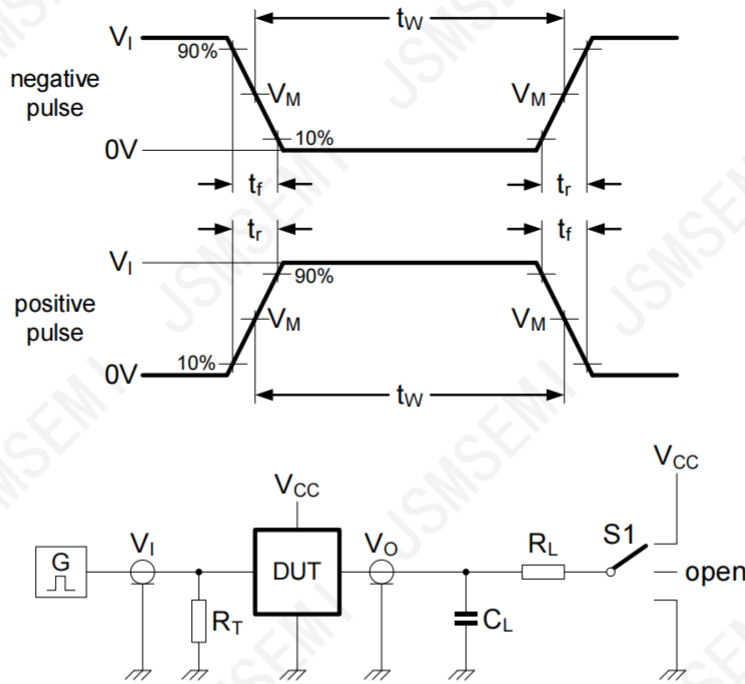 V_I
90%
t_W
negative
pulse
V_M
V_M
10%
0V
t_f
t_r
t_r
t_f
V_I
90%
positive
pulse
V_M
V_M
10%
0V
t_W
V_CC
V_CC
V_I
V_O
R_L
S1
G
DUT
open
R_T
C_L
JSMSEMI
JSMSEMI
JSMSEMI
JSMSEMI
JSMSEMI